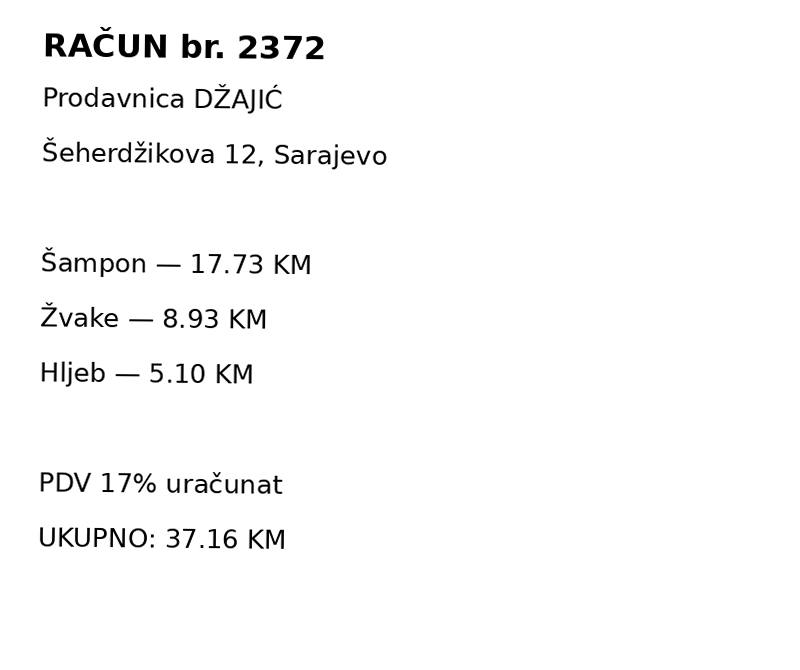 RAČUN br. 2372
Prodavnica DŽAJIĆ
Šeherdžikova 12, Sarajevo
Šampon — 17.73 KM
Žvake — 8.93 KM
Hljeb — 5.10 KM
PDV 17% uračunat
UKUPNO: 37.16 KM